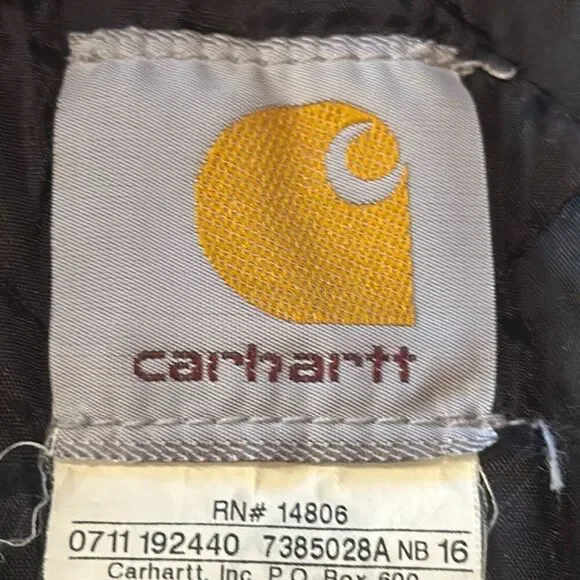 carhartt
RN# 14806
0711 192440 7385028A NB 16
Carhartt, Inc. P.O. Box 600